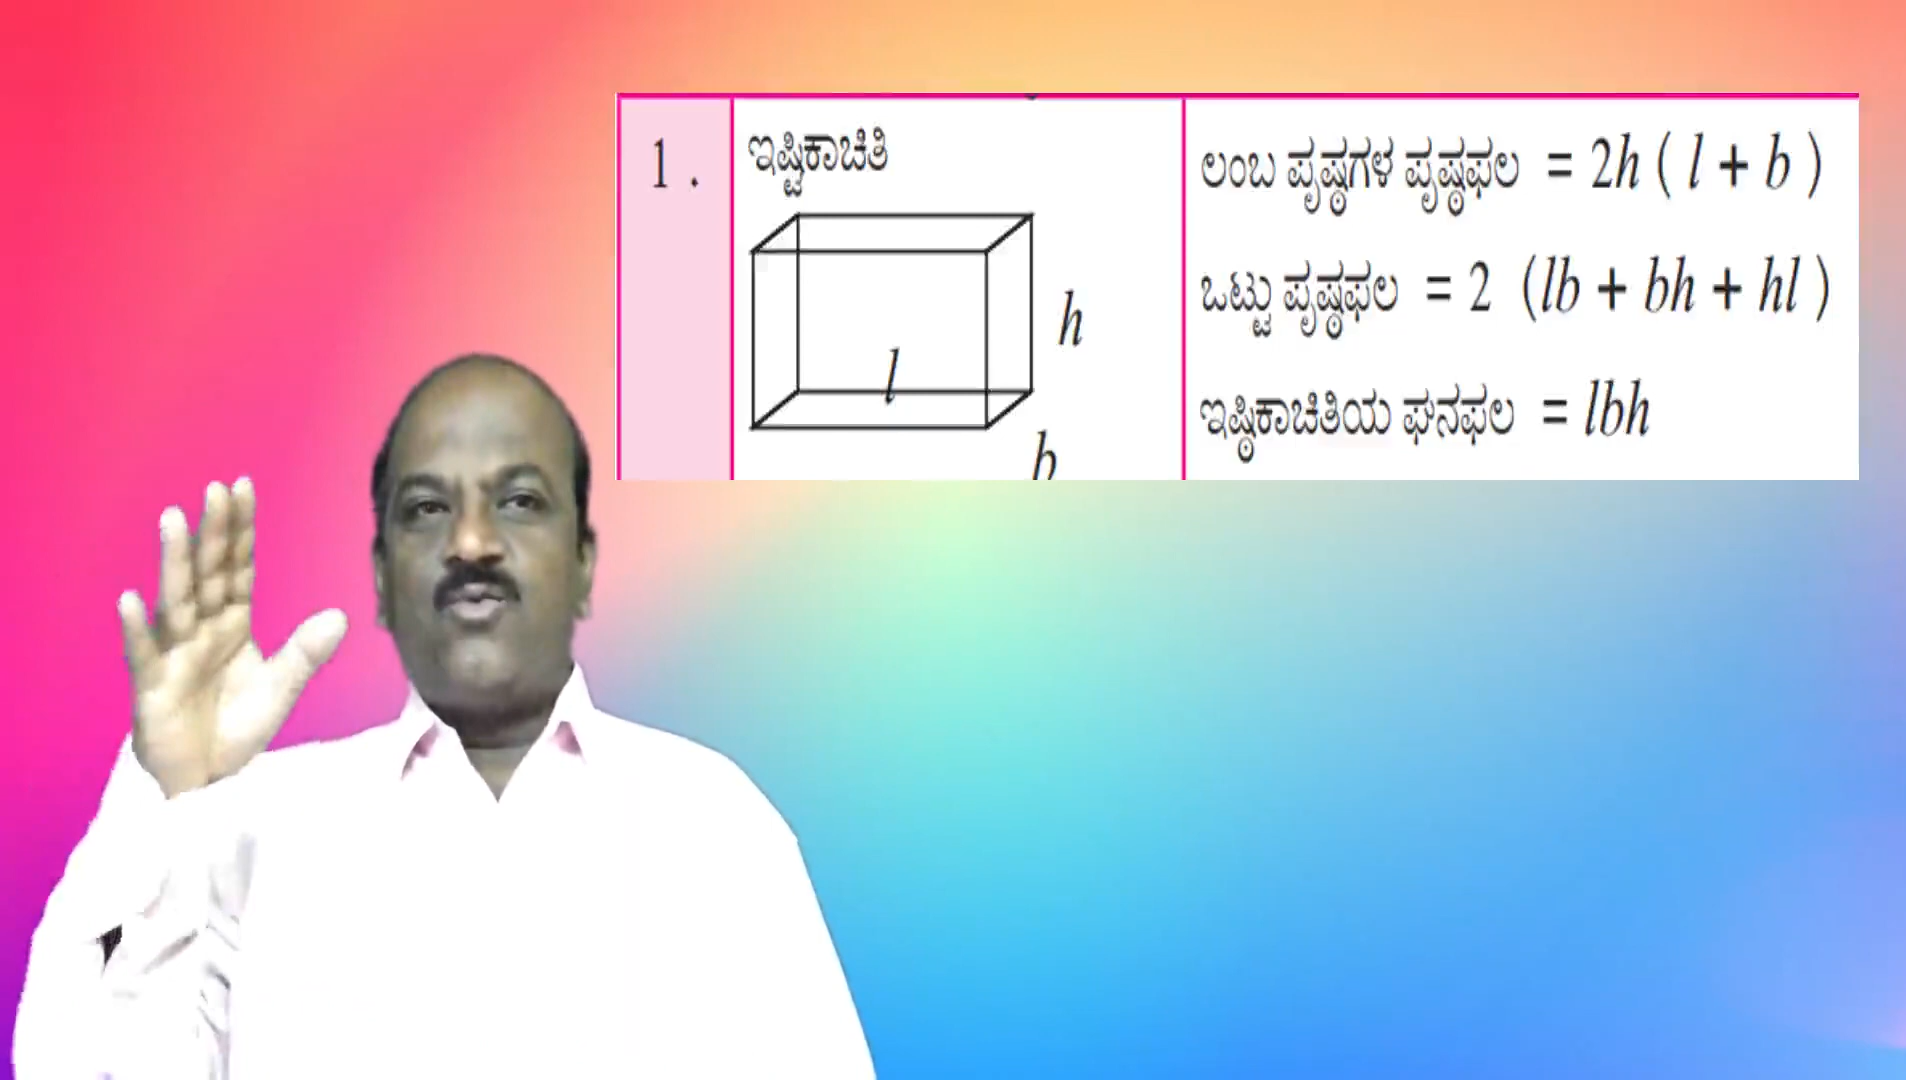 1 .
ಇಷ್ಟಿಕಾಚಿತಿ
h
l
b
ಲಂಬ ಪೃಷ್ಠಗಳ ಪೃಷ್ಠಫಲ = 2h ( l + b )
ಒಟ್ಟು ಪೃಷ್ಠಫಲ = 2 (lb + bh + hl )
ಇಷ್ಠಿಕಾಚಿತಿಯ ಘನಫಲ = lbh